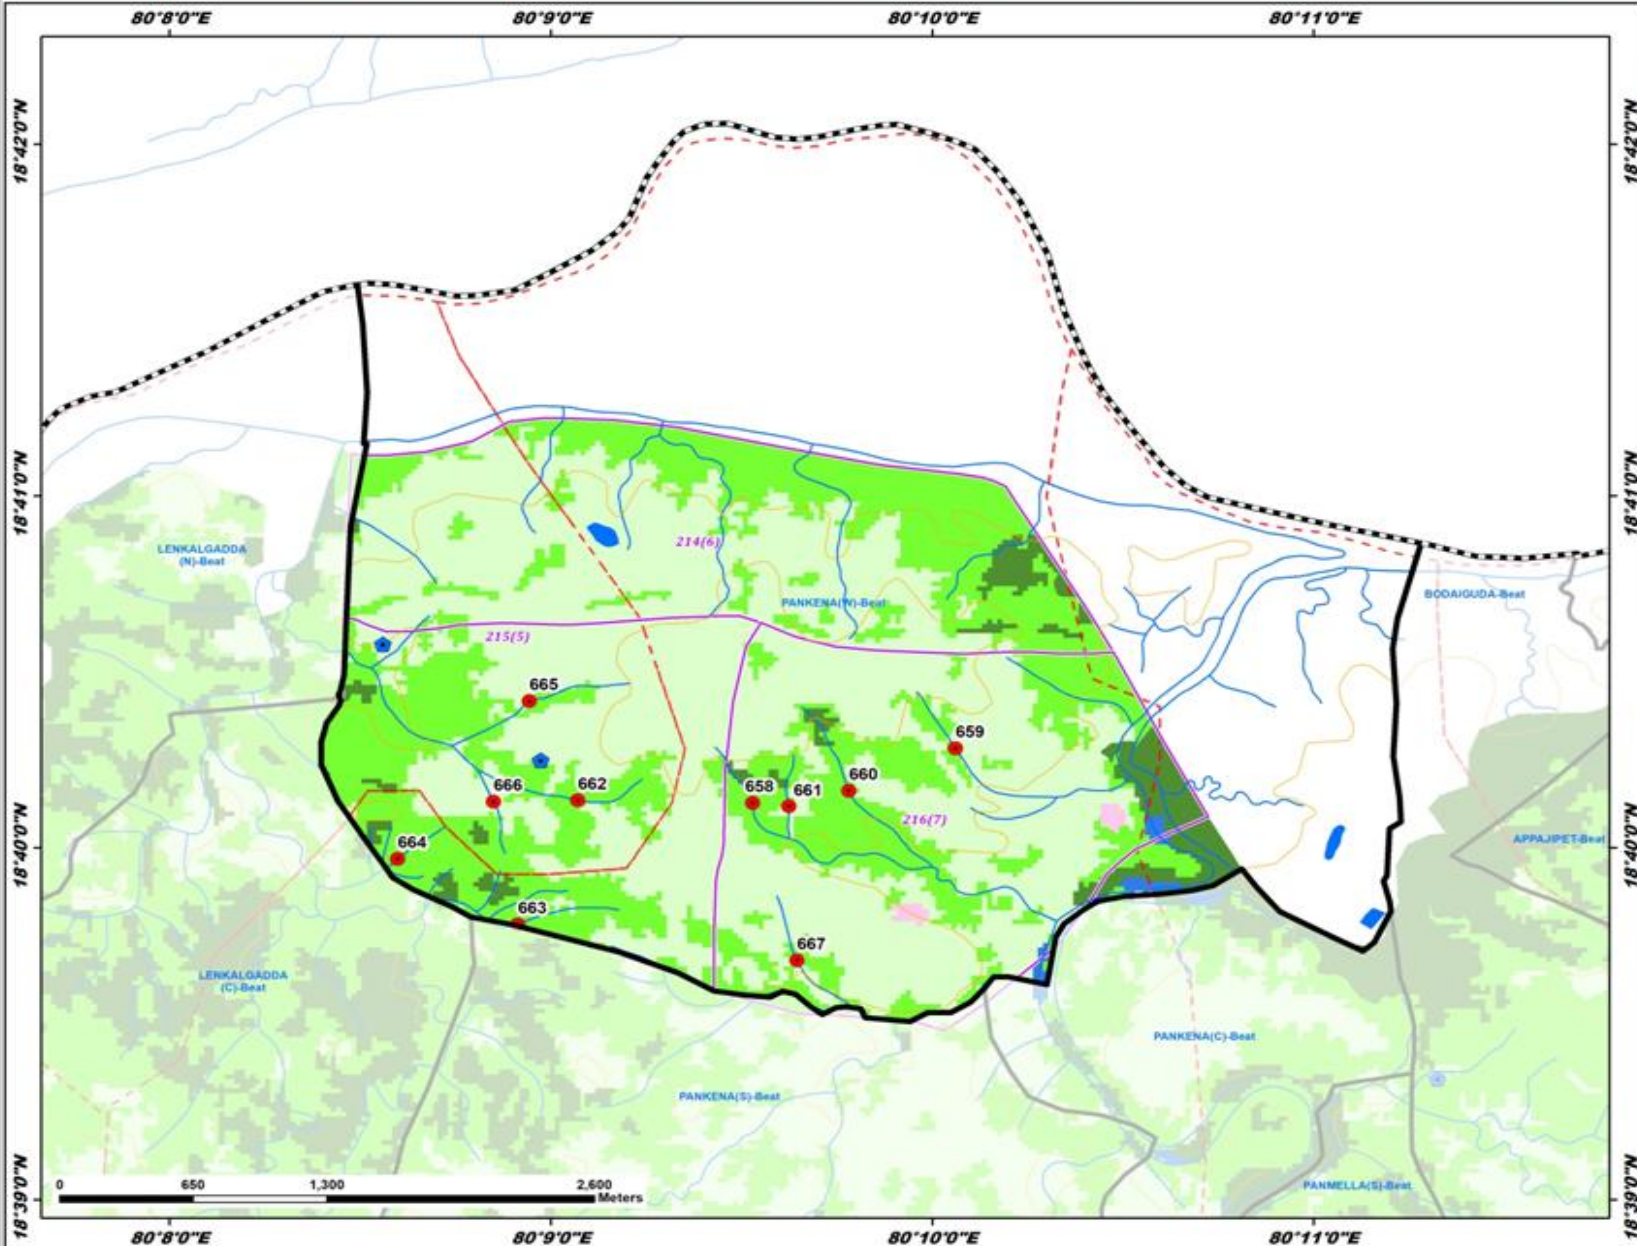 80°8'0"E 80°9'0"E 80°10'0"E 80°11'0"E
18°42'0"N 18°42'0"N
18°41'0"N 18°41'0"N
LENKALGADDA
(N)-Beat
214(6)
PANKENA(W)-Beat
BODAIGUDA-Beat
215(5)
665
659
666 662 658 661 660
216(7)
18°40'0"N 18°40'0"N
664
APPAJIPET-Beat
663
667
LENKALGADDA
(C)-Beat
PANKENA(C)-Beat
PANKENA(S)-Beat
PANMELLA(S)-Beat
0 650 1,300 2,600
Meters
18°39'0"N 18°39'0"N
80°8'0"E 80°9'0"E 80°10'0"E 80°11'0"E